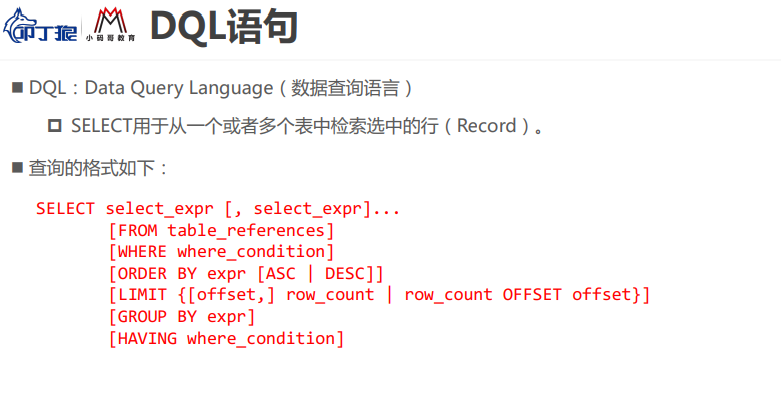 叩丁狼
小码哥教育
DQL语句
DQL：Data Query Language（数据查询语言）
SELECT用于从一个或者多个表中检索选中的行（Record）。
查询的格式如下：
SELECT select_expr [, select_expr]...
[FROM table_references]
[WHERE where_condition]
[ORDER BY expr [ASC | DESC]]
[LIMIT {[offset,] row_count | row_count OFFSET offset}]
[GROUP BY expr]
[HAVING where_condition]